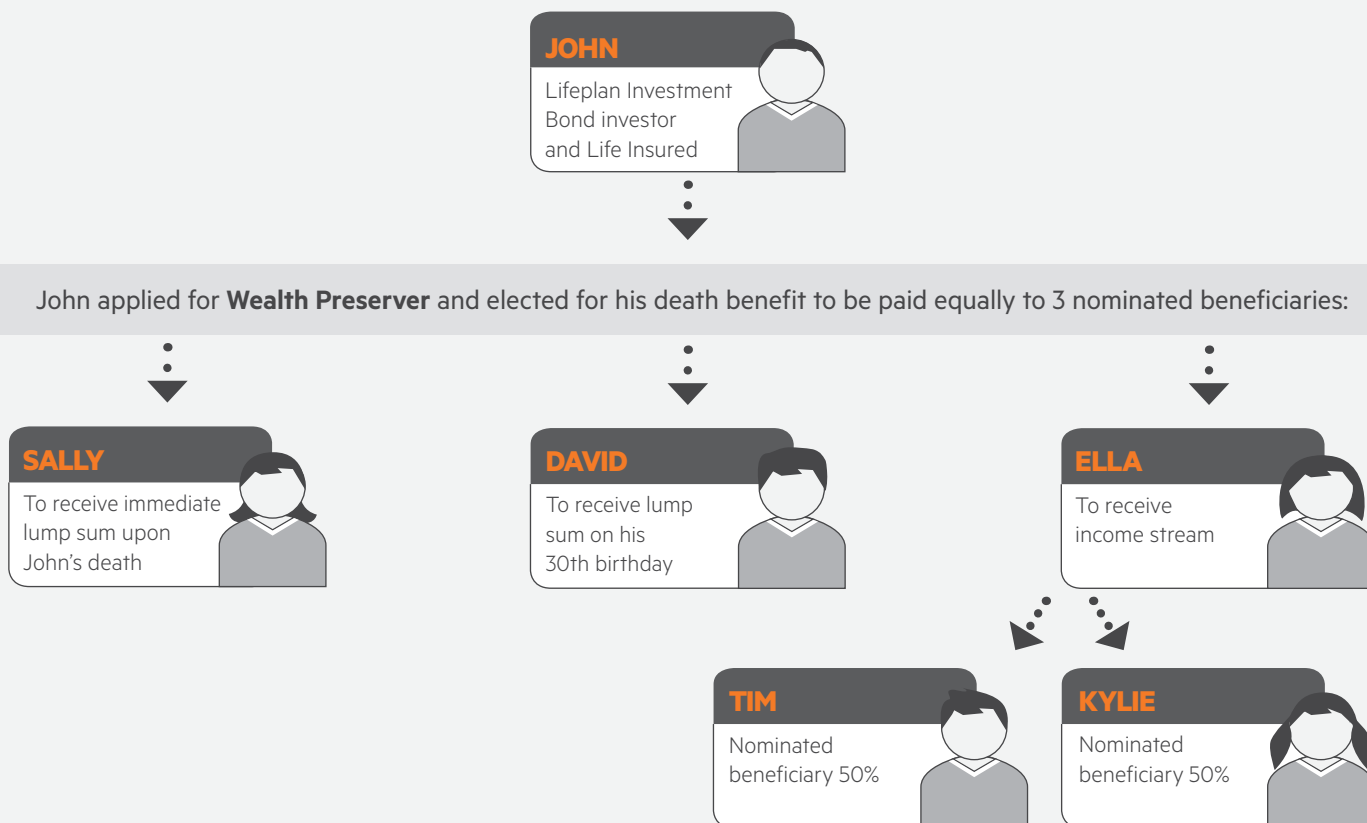 JOHN
Lifeplan Investment
Bond investor
and Life Insured
John applied for Wealth Preserver and elected for his death benefit to be paid equally to 3 nominated beneficiaries:
SALLY
To receive immediate
lump sum upon
John’s death
DAVID
To receive lump
sum on his
30th birthday
ELLA
To receive
income stream
TIM
Nominated
beneficiary 50%
KYLIE
Nominated
beneficiary 50%